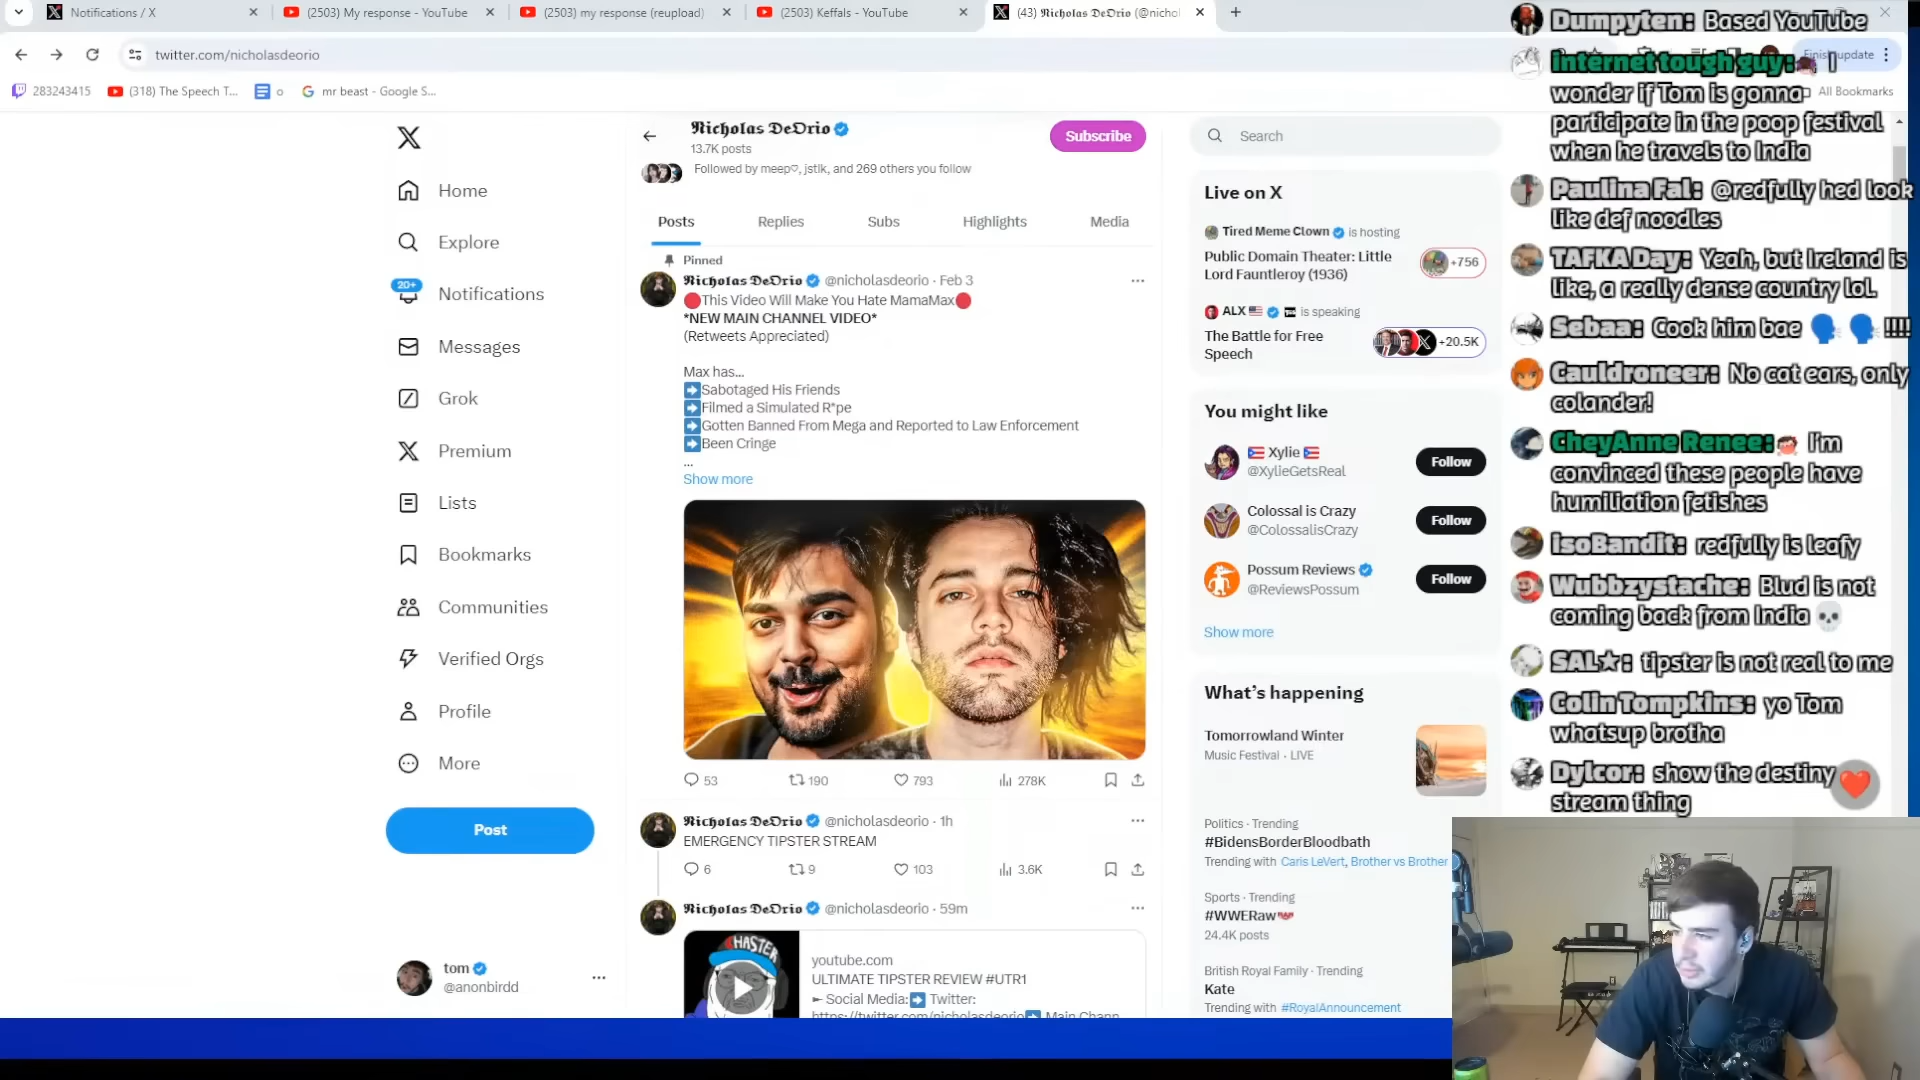 Notifications / X
(2503) My response - YouTube
(2503) my response (reupload)
(2503) Keffals - YouTube
(43) 𝕹𝖎𝖈𝖍𝖔𝖑𝖆𝖘 𝕯𝖊𝕺𝖗𝖎𝖔 (@nichol
twitter.com/nicholasdeorio
283243415
(318) The Speech T...
o
mr beast - Google S...
All Bookmarks
Home
Explore
20+
Notifications
Messages
Grok
Premium
Lists
Bookmarks
Communities
Verified Orgs
Profile
More
Post
tom
@anonbirdd
𝕹𝖎𝖈𝖍𝖔𝖑𝖆𝖘 𝕯𝖊𝕺𝖗𝖎𝖔
13.7K posts
Subscribe
Followed by meep♡, jstlk, and 269 others you follow
Posts Replies Subs Highlights Media
Pinned
𝕹𝖎𝖈𝖍𝖔𝖑𝖆𝖘 𝕯𝖊𝕺𝖗𝖎𝖔 @nicholasdeorio · Feb 3
🔴This Video Will Make You Hate MamaMax🔴
*NEW MAIN CHANNEL VIDEO*
(Retweets Appreciated)
Max has...
➡️Sabotaged His Friends
➡️Filmed a Simulated R*pe
➡️Gotten Banned From Mega and Reported to Law Enforcement
➡️Been Cringe
...
Show more
53 190 793 278K
𝕹𝖎𝖈𝖍𝖔𝖑𝖆𝖘 𝕯𝖊𝕺𝖗𝖎𝖔 @nicholasdeorio · 1h
EMERGENCY TIPSTER STREAM
6 9 103 3.6K
𝕹𝖎𝖈𝖍𝖔𝖑𝖆𝖘 𝕯𝖊𝕺𝖗𝖎𝖔 @nicholasdeorio · 59m
CHASTER
youtube.com
ULTIMATE TIPSTER REVIEW #UTR1
► Social Media:➡️ Twitter:
https://twitter.com/nicholasdeorio➡️ Main Chann
Search
Live on X
Tired Meme Clown is hosting
Public Domain Theater: Little
Lord Fauntleroy (1936)
+756
ALX 🇺🇸 is speaking
The Battle for Free
Speech
+20.5K
You might like
🇵🇷 Xylie 🇵🇷
@XylieGetsReal
Follow
Colossal is Crazy
@ColossalisCrazy
Follow
Possum Reviews
@ReviewsPossum
Follow
Show more
What's happening
Tomorrowland Winter
Music Festival · LIVE
Politics · Trending
#BidensBorderBloodbath
Trending with Caris LeVert, Brother vs Brother
Sports · Trending
#WWERaw
24.4K posts
British Royal Family · Trending
Kate
Trending with #RoyalAnnouncement
Dumpyten: Based YouTube
internet tough guy: I
wonder if Tom is gonna
participate in the poop festival
when he travels to India
Paulina Fal: @redfully hed look
like def noodles
TAFKA Day: Yeah, but Ireland is
like, a really dense country lol.
Sebaa: Cook him bae 🗣️ 🗣️ !!!!
Cauldroneer: No cat ears, only
colander!
CheyAnne Renee: I'm
convinced these people have
humiliation fetishes
isoBandit: redfully is leafy
Wubbzystache: Blud is not
coming back from India 💀
SAL★: tipster is not real to me
Colin Tompkins: yo Tom
whatsup brotha
Dylcor: show the destiny
stream thing